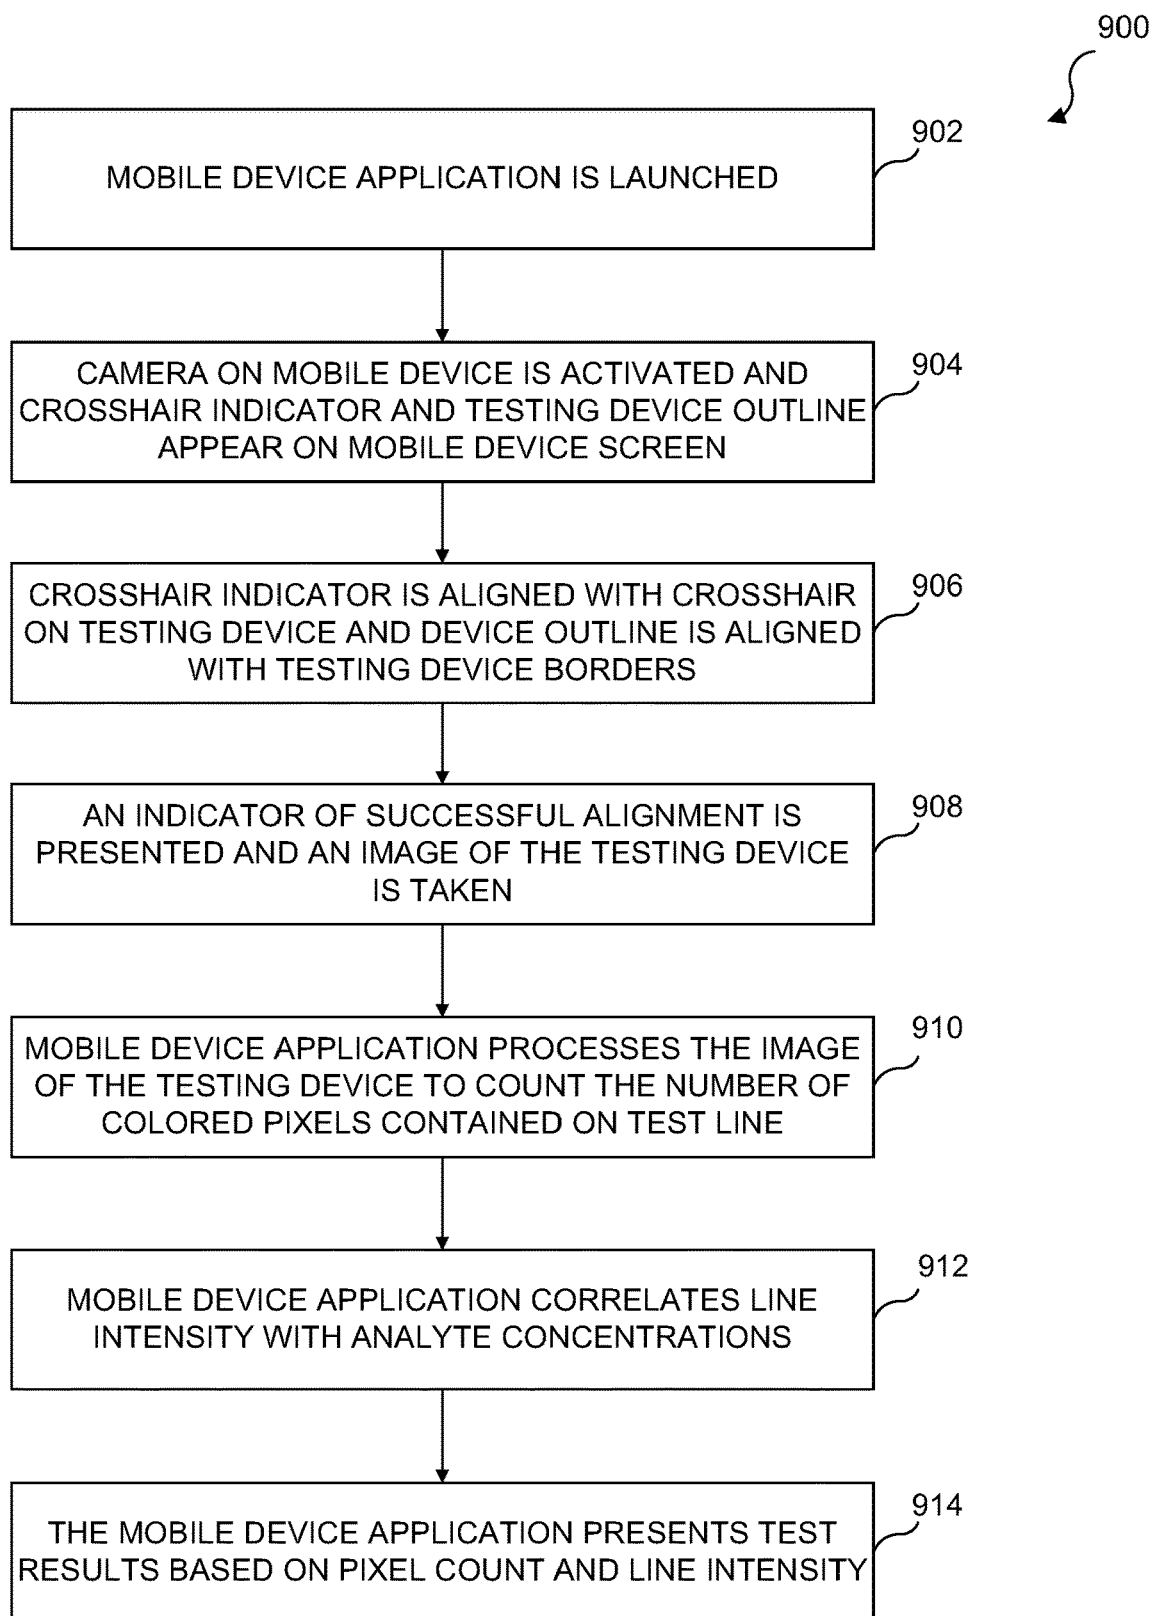 900
902
MOBILE DEVICE APPLICATION IS LAUNCHED
904
CAMERA ON MOBILE DEVICE IS ACTIVATED AND
CROSSHAIR INDICATOR AND TESTING DEVICE OUTLINE
APPEAR ON MOBILE DEVICE SCREEN
906
CROSSHAIR INDICATOR IS ALIGNED WITH CROSSHAIR
ON TESTING DEVICE AND DEVICE OUTLINE IS ALIGNED
WITH TESTING DEVICE BORDERS
908
AN INDICATOR OF SUCCESSFUL ALIGNMENT IS
PRESENTED AND AN IMAGE OF THE TESTING DEVICE
IS TAKEN
910
MOBILE DEVICE APPLICATION PROCESSES THE IMAGE
OF THE TESTING DEVICE TO COUNT THE NUMBER OF
COLORED PIXELS CONTAINED ON TEST LINE
912
MOBILE DEVICE APPLICATION CORRELATES LINE
INTENSITY WITH ANALYTE CONCENTRATIONS
914
THE MOBILE DEVICE APPLICATION PRESENTS TEST
RESULTS BASED ON PIXEL COUNT AND LINE INTENSITY